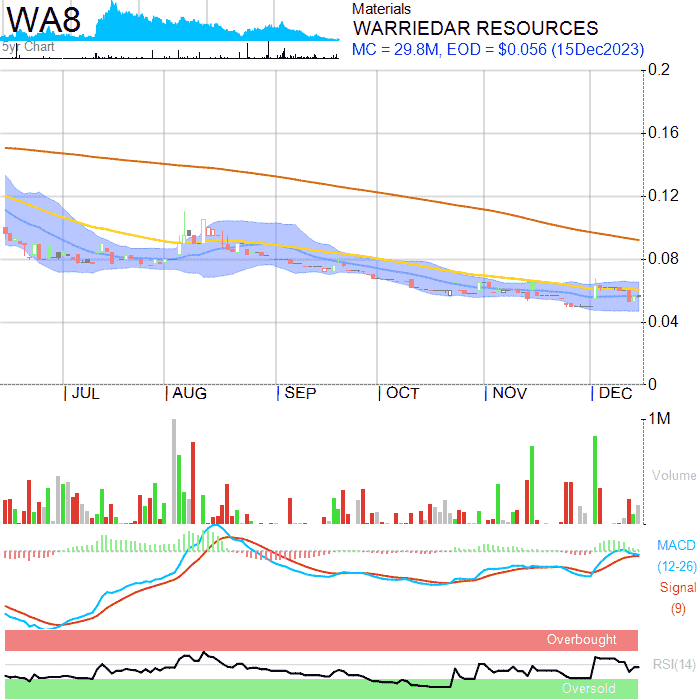 WA8
5yr Chart
Materials
WARRIEDAR RESOURCES
MC = 29.8M, EOD = $0.056 (15Dec2023)
0.2
0.16
0.12
0.08
0.04
0
JUL AUG SEP OCT NOV DEC
1M
Volume
MACD
(12-26)
Signal
(9)
Overbought
RSI(14)
Oversold